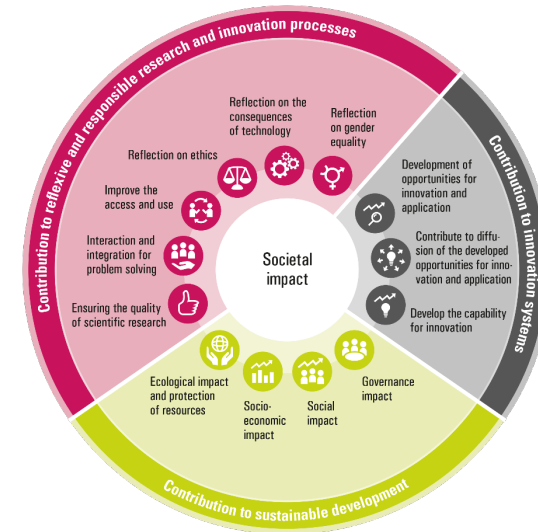 Contribution to reflexive and responsible research and innovation processes
Contribution to innovation systems
Contribution to sustainable development
Societal
impact
Reflection on the
consequences
of technology
Reflection
on gender
equality
Reflection on ethics
Improve the
access and use
Interaction and
integration for
problem solving
Ensuring the quality
of scientific research
Development of
opportunities for
innovation and
application
Contribute to diffu-
sion of the developed
opportunities for inno-
vation and application
Develop the capability
for innovation
Ecological impact
and protection
of resources
Socio-
economic
impact
Social
impact
Governance
impact